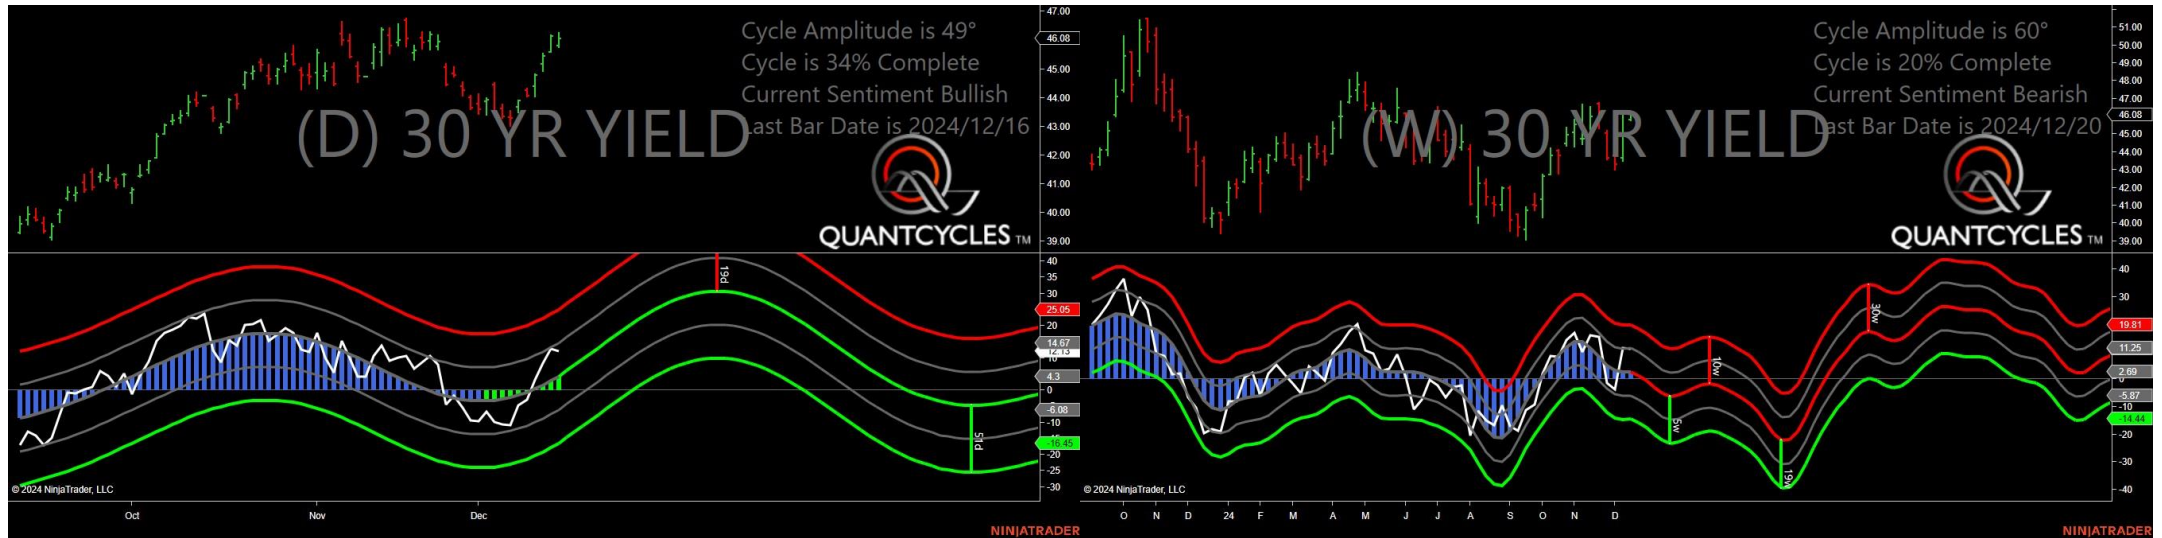 Cycle Amplitude is 49°
Cycle is 34% Complete
Current Sentiment Bullish
Last Bar Date is 2024/12/16
(D) 30 YR YIELD
QUANTCYCLES TM
47.00
46.08
45.00
44.00
43.00
42.00
41.00
40.00
39.00
40
35
30
25.05
20
14.67
12.13
10
4.3
0
-6.08
-10
-16.45
-20
-25
-30
19d
51d
© 2024 NinjaTrader, LLC
Oct Nov Dec
NINJATRADER
Cycle Amplitude is 60°
Cycle is 20% Complete
Current Sentiment Bearish
Last Bar Date is 2024/12/20
(W) 30 YR YIELD
QUANTCYCLES TM
51.00
50.00
49.00
48.00
47.00
46.08
45.00
44.00
43.00
42.00
41.00
40.00
39.00
40
30
19.81
11.25
2.69
0
-5.87
-10
-14.44
-20
-30
-40
5w
10w
19w
30w
© 2024 NinjaTrader, LLC
O N D 24 F M A M J J A S O N D
NINJATRADER